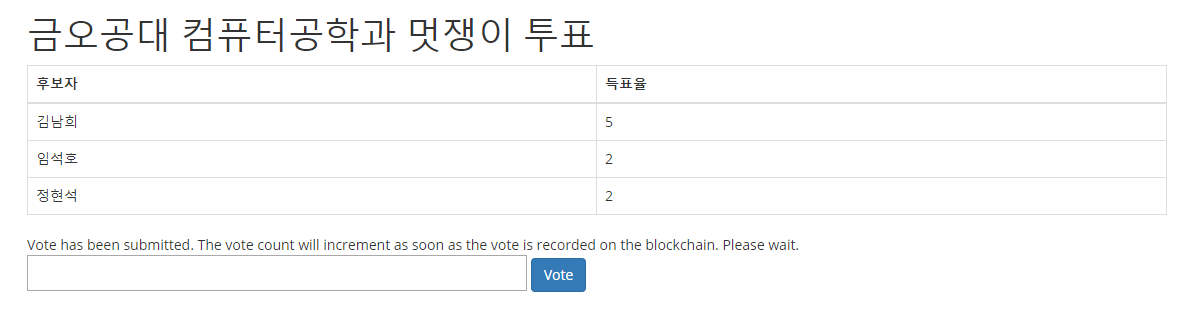 금오공대 컴퓨터공학과 멋쟁이 투표
후보자 득표율
김남희 5
임석호 2
정현석 2
Vote has been submitted. The vote count will increment as soon as the vote is recorded on the blockchain. Please wait.
Vote